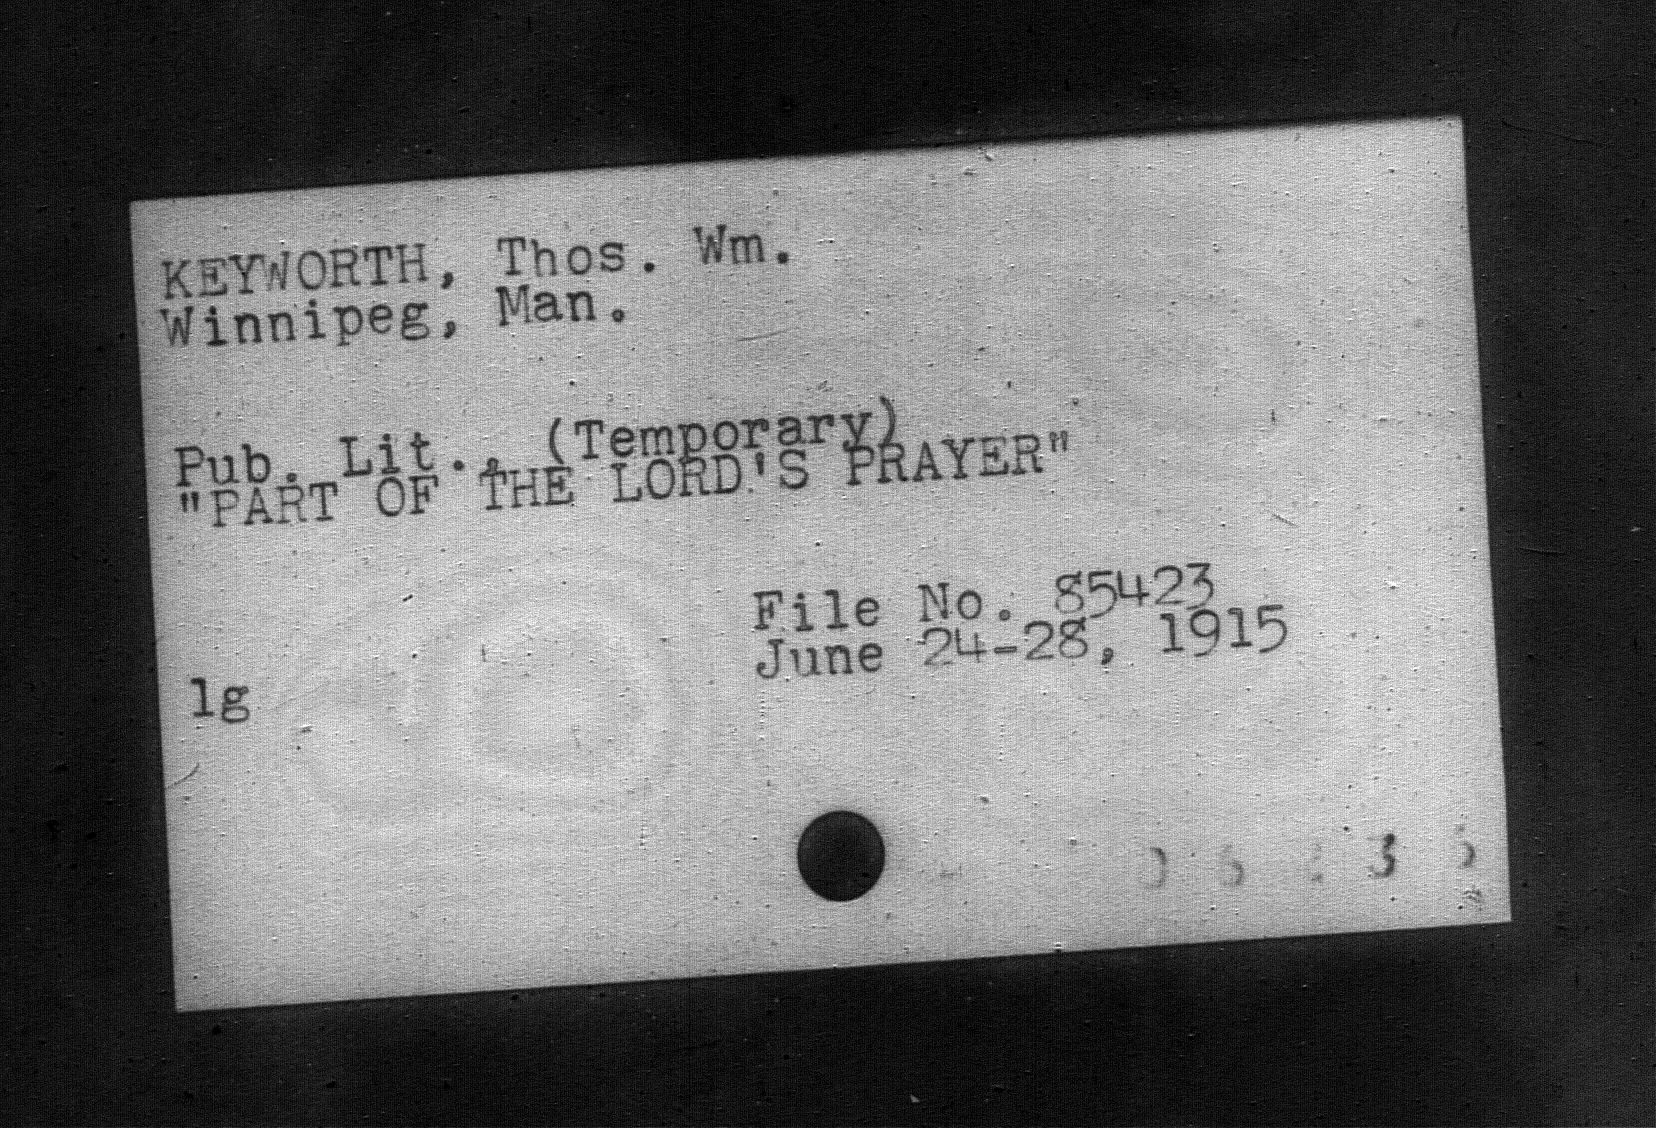 KEYWORTH, Thos. Wm.
Winnipeg, Man.
Pub. Lit., (Temporary)
"PART OF THE LORD'S PRAYER"
File No. 85423
June 24-28, 1915
lg